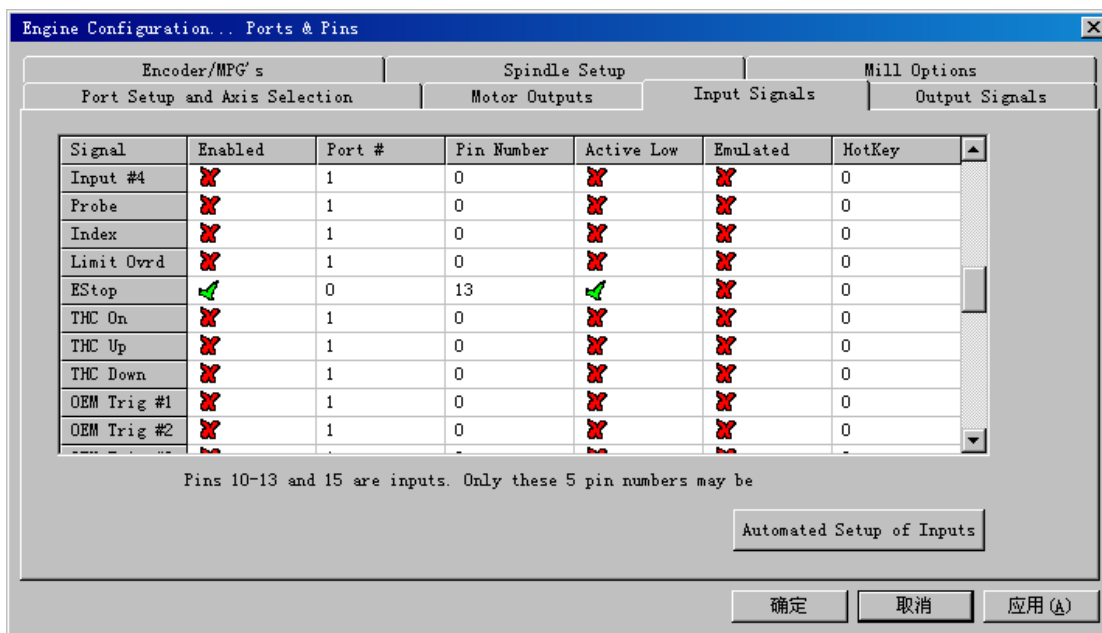 Engine Configuration... Ports & Pins
Encoder/MPG's Spindle Setup Mill Options
Port Setup and Axis Selection Motor Outputs Input Signals Output Signals
Signal Enabled Port # Pin Number Active Low Emulated HotKey
Input #4 1 0 0
Probe 1 0 0
Index 1 0 0
Limit Ovrd 1 0 0
EStop 0 13 0
THC On 1 0 0
THC Up 1 0 0
THC Down 1 0 0
OEM Trig #1 1 0 0
OEM Trig #2 1 0 0
Pins 10-13 and 15 are inputs. Only these 5 pin numbers may be
Automated Setup of Inputs
确定 取消 应用(A)